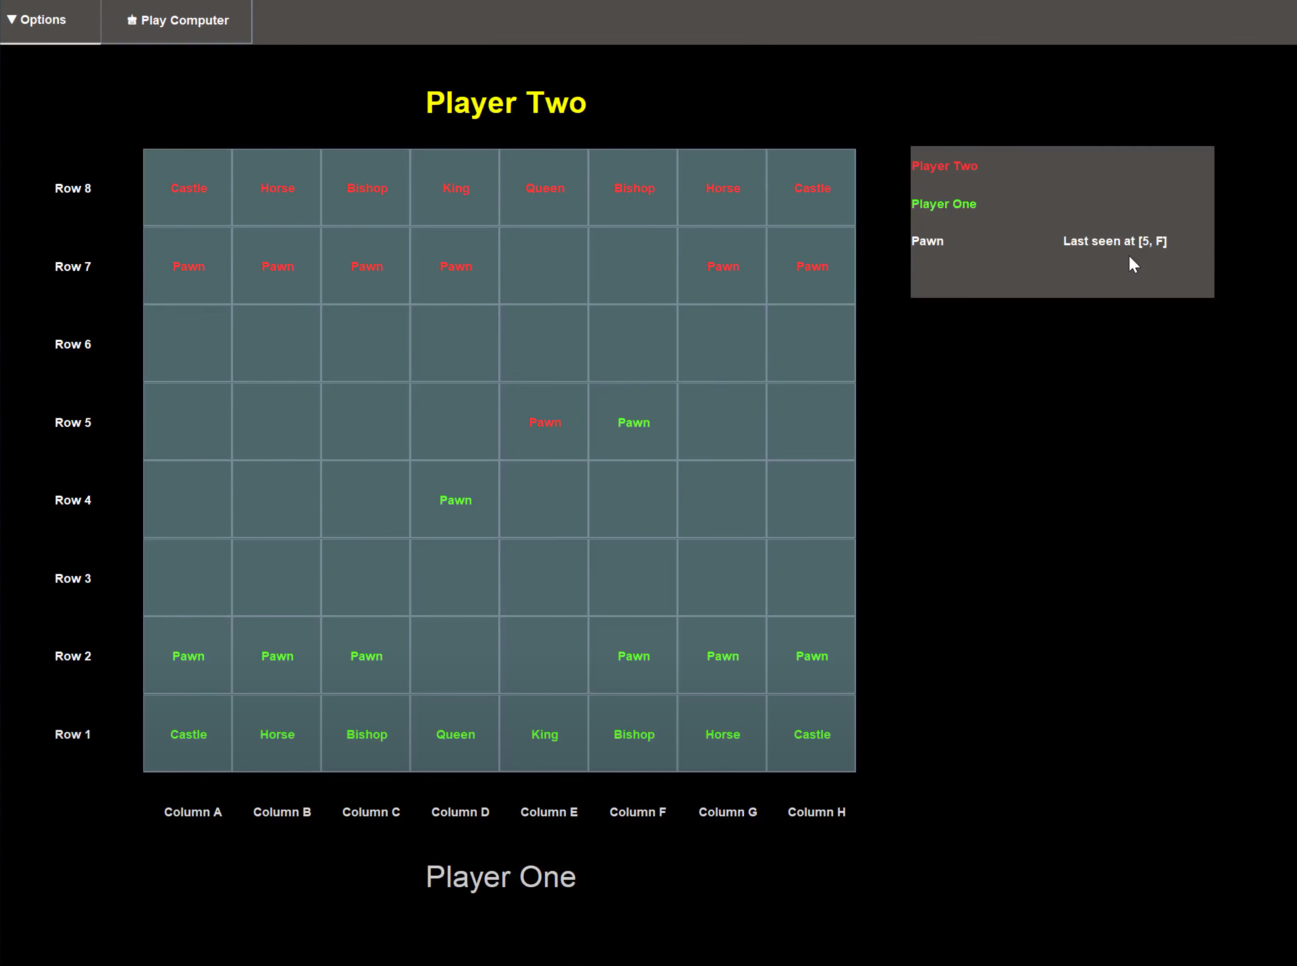 ▼ Options ♚ Play Computer
Player Two
Row 8 Castle Horse Bishop King Queen Bishop Horse Castle
Row 7 Pawn Pawn Pawn Pawn Pawn Pawn
Row 6
Row 5 Pawn Pawn
Row 4 Pawn
Row 3
Row 2 Pawn Pawn Pawn Pawn Pawn Pawn
Row 1 Castle Horse Bishop Queen King Bishop Horse Castle
Column A Column B Column C Column D Column E Column F Column G Column H
Player One
Player Two
Player One
Pawn Last seen at [5, F]